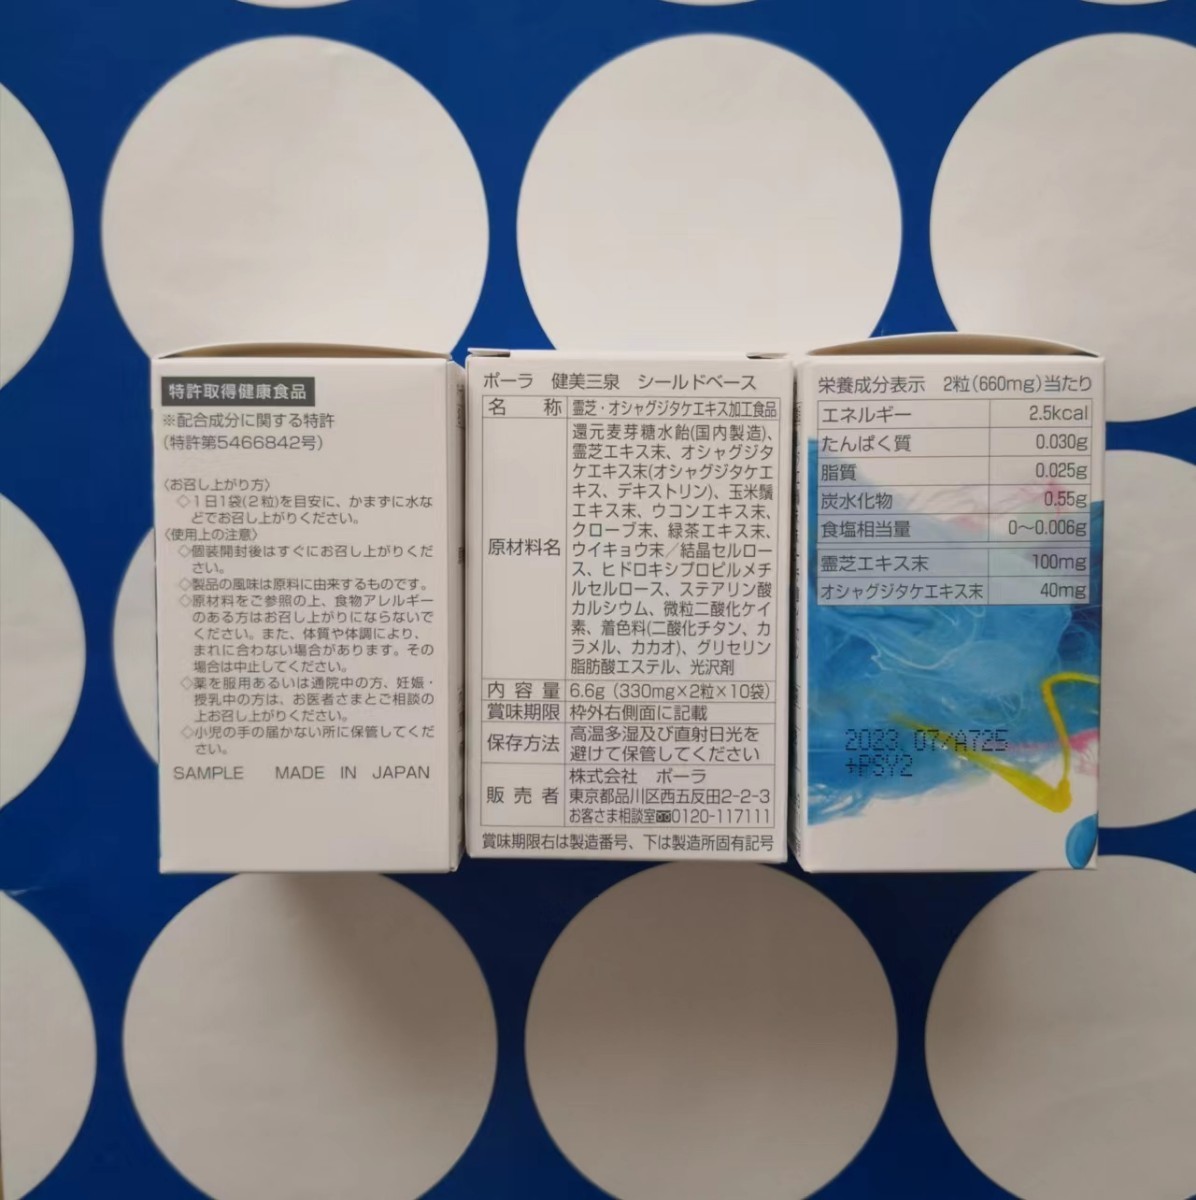 特許取得健康食品
※配合成分に関する特許
(特許第5466842号)
〈お召し上がり方〉
◇1日1袋(2粒)を目安に、かまずに水な
どでお召し上がりください。
〈使用上の注意〉
◇個装開封後はすぐにお召し上がりくだ
さい。
◇製品の風味は原料に由来するものです。
◇原材料をご参照の上、食物アレルギー
のある方はお召し上がりにならないで
ください。また、体質や体調により、
まれに合わない場合があります。その
場合は中止してください。
◇薬を服用あるいは通院中の方、妊娠・
授乳中の方は、お医者さまとご相談の
上お召し上がりください。
◇小児の手の届かない所に保管してくだ
さい。
SAMPLE MADE IN JAPAN
ポーラ 健美三泉 シールドベース
名称 霊芝・オシャグジタケエキス加工食品
原材料名
還元麦芽糖水飴(国内製造)、
霊芝エキス末、オシャグジタ
ケエキス末(オシャグジタケエ
キス、デキストリン)、玉米鬚
エキス末、ウコンエキス末、
クローブ末、緑茶エキス末、
ウイキョウ末／結晶セルロー
ス、ヒドロキシプロピルメチ
ルセルロース、ステアリン酸
カルシウム、微粒二酸化ケイ
素、着色料(二酸化チタン、カ
ラメル、カカオ)、グリセリン
脂肪酸エステル、光沢剤
内容量 6.6g (330mg×2粒×10袋)
賞味期限 枠外右側面に記載
保存方法
高温多湿及び直射日光を
避けて保管してください
販売者
株式会社 ポーラ
東京都品川区西五反田2-2-3
お客さま相談室 0120-117111
賞味期限右は製造番号、下は製造所固有記号
栄養成分表示 2粒(660mg)当たり
エネルギー 2.5kcal
たんぱく質 0.030g
脂質 0.025g
炭水化物 0.55g
食塩相当量 0～0.006g
霊芝エキス末 100mg
オシャグジタケエキス末 40mg
2023.07/A725
+PSY2